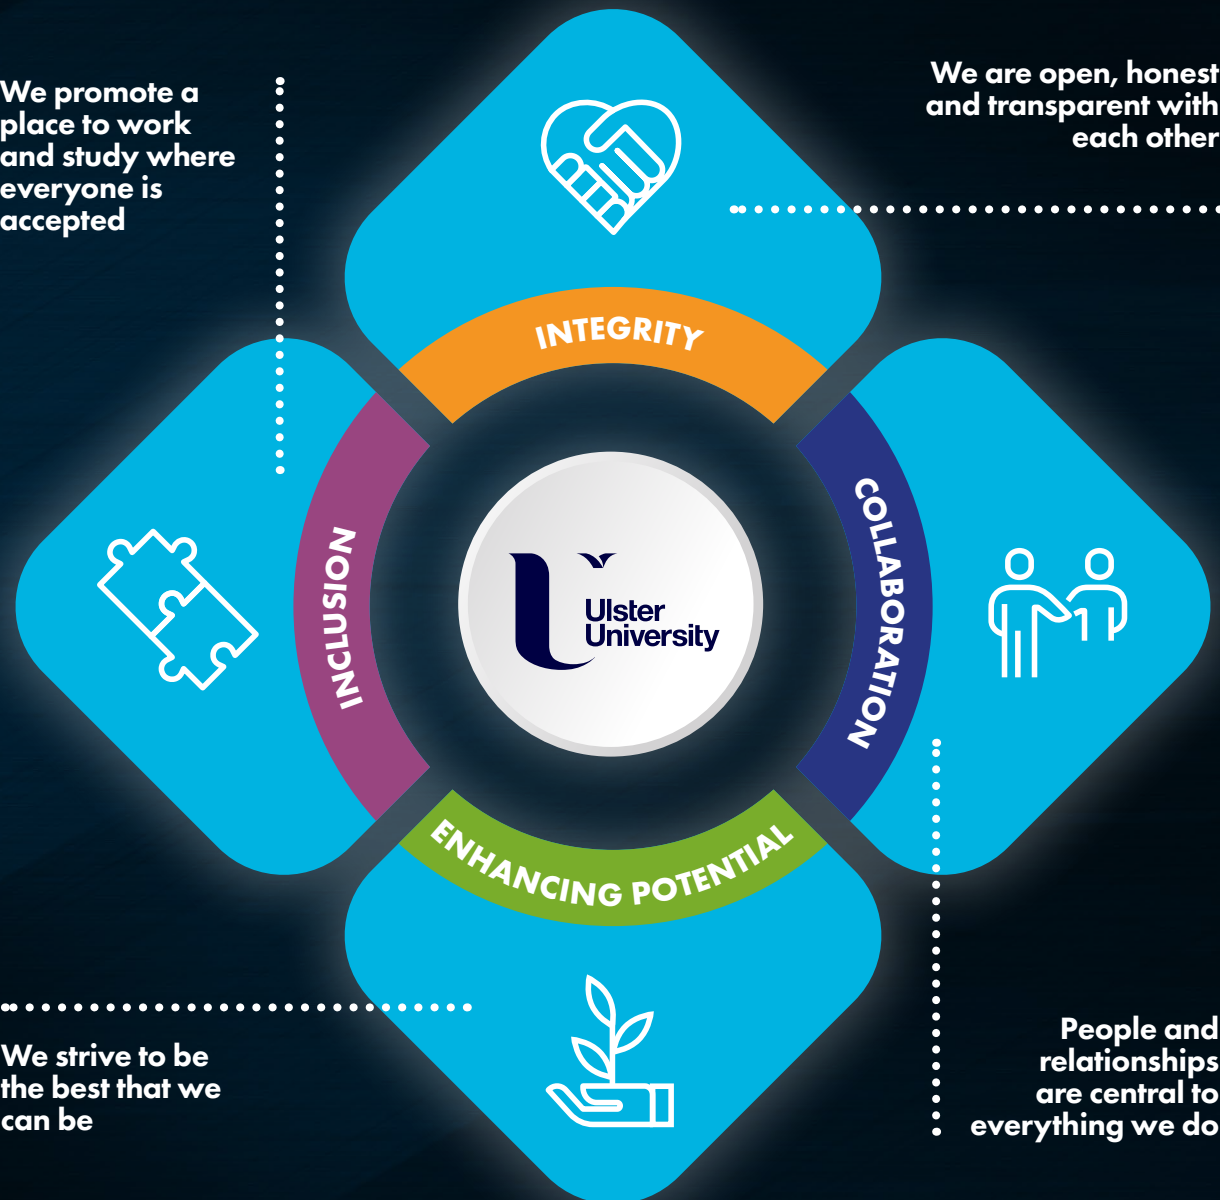 We promote a
place to work
and study where
everyone is
accepted
We are open, honest
and transparent with
each other
INTEGRITY
INCLUSION
COLLABORATION
Ulster
University
ENHANCING POTENTIAL
We strive to be
the best that we
can be
People and
relationships
are central to
everything we do